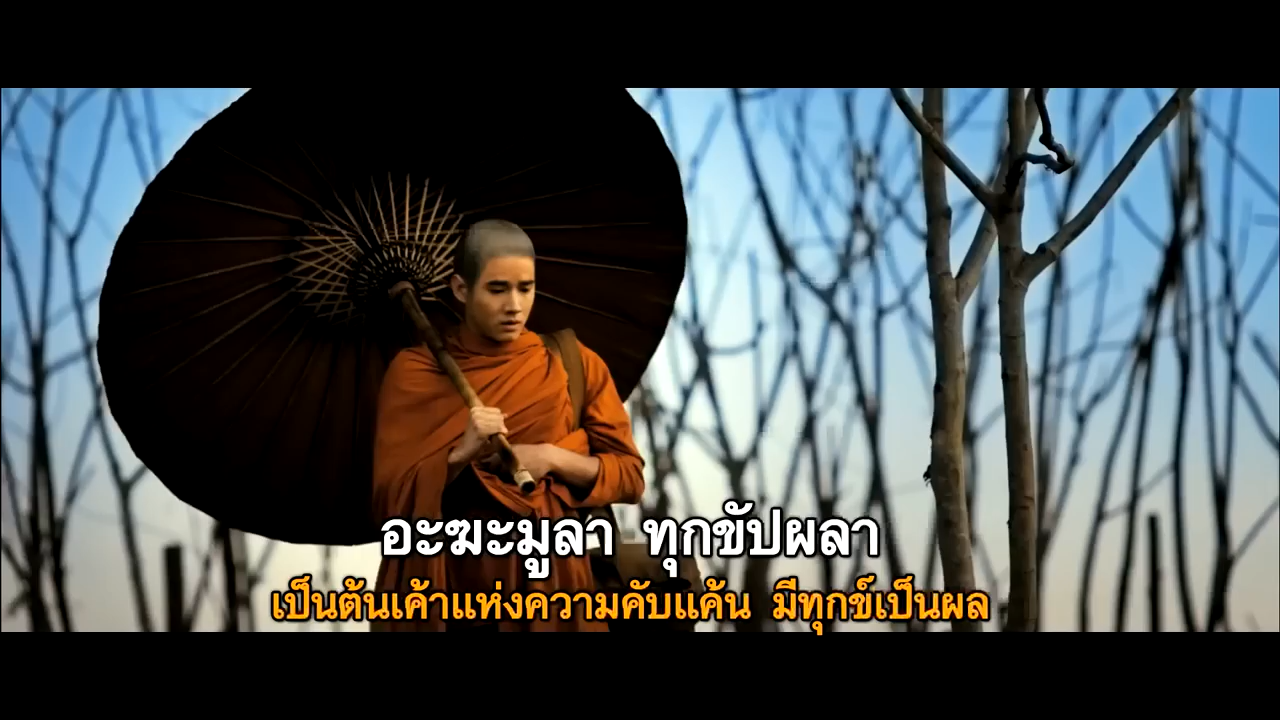 อะฆะมูลา ทุกขัปผลา
เป็นต้นเค้าแห่งความคับแค้น มีทุกข์เป็นผล